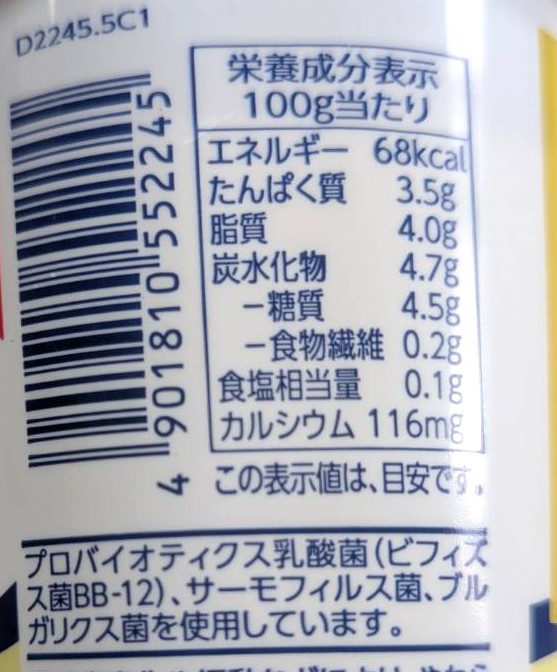 D2245.5C1
栄養成分表示
100g当たり
エネルギー 68kcal
たんぱく質 3.5g
脂質 4.0g
炭水化物 4.7g
－糖質 4.5g
－食物繊維 0.2g
食塩相当量 0.1g
カルシウム 116mg
この表示値は、目安です。
4 901810 552245
プロバイオティクス乳酸菌(ビフィズ
ス菌BB-12)、サーモフィルス菌、ブル
ガリクス菌を使用しています。